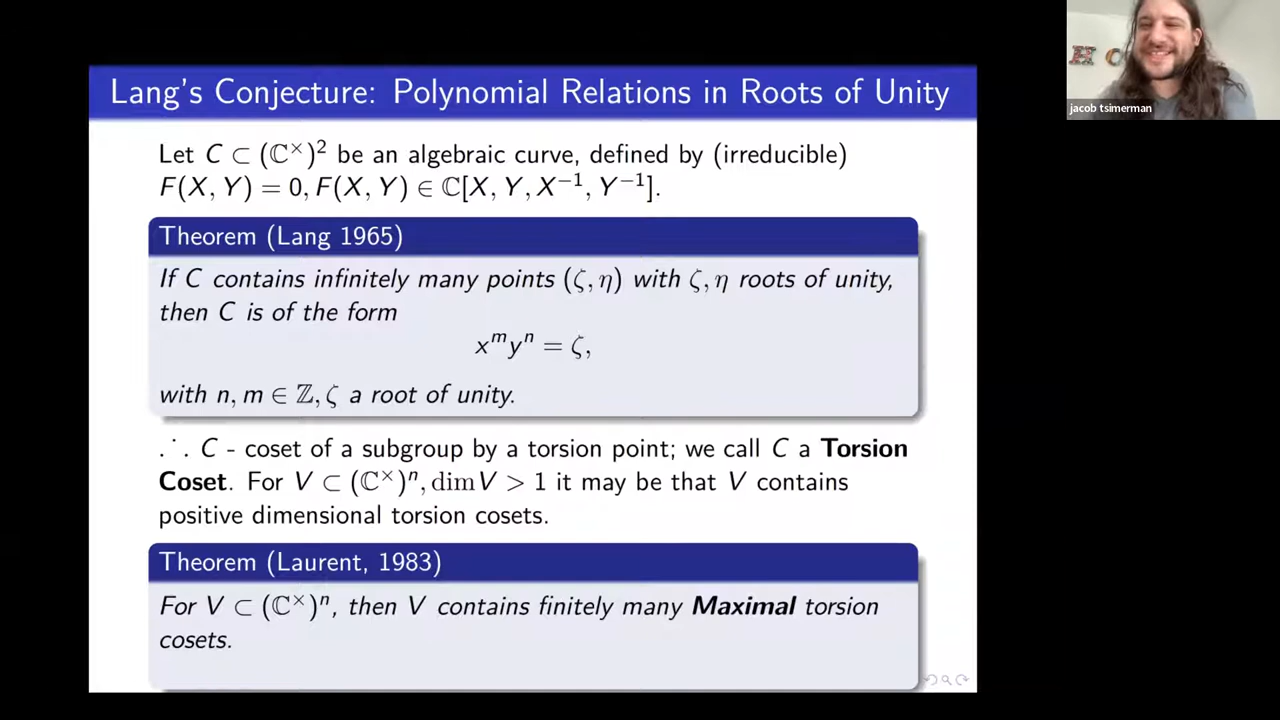 Lang's Conjecture: Polynomial Relations in Roots of Unity
H O
jacob tsimerman
Let C ⊂ (ℂ×)² be an algebraic curve, defined by (irreducible)
F(X, Y) = 0, F(X, Y) ∈ ℂ[X, Y, X⁻¹, Y⁻¹].
Theorem (Lang 1965)
If C contains infinitely many points (ζ, η) with ζ, η roots of unity,
then C is of the form
xᵐyⁿ = ζ,
with n, m ∈ ℤ, ζ a root of unity.
∴ C - coset of a subgroup by a torsion point; we call C a Torsion
Coset. For V ⊂ (ℂ×)ⁿ, dim V > 1 it may be that V contains
positive dimensional torsion cosets.
Theorem (Laurent, 1983)
For V ⊂ (ℂ×)ⁿ, then V contains finitely many Maximal torsion
cosets.